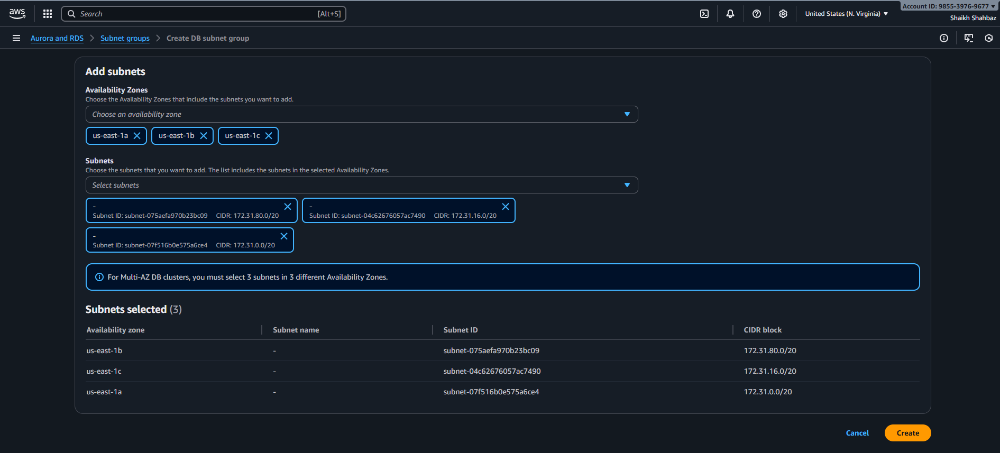 aws
Search [Alt+S]
United States (N. Virginia)
Account ID: 9855-3976-9677
Shaikh Shahbaz
Aurora and RDS > Subnet groups > Create DB subnet group
Add subnets
Availability Zones
Choose the Availability Zones that include the subnets you want to add.
Choose an availability zone
us-east-1a us-east-1b us-east-1c
Subnets
Choose the subnets that you want to add. The list includes the subnets in the selected Availability Zones.
Select subnets
- -
Subnet ID: subnet-075aefa970b23bc09 CIDR: 172.31.80.0/20 Subnet ID: subnet-04c62676057ac7490 CIDR: 172.31.16.0/20
-
Subnet ID: subnet-07f516b0e575a6ce4 CIDR: 172.31.0.0/20
For Multi-AZ DB clusters, you must select 3 subnets in 3 different Availability Zones.
Subnets selected (3)
Availability zone Subnet name Subnet ID CIDR block
us-east-1b - subnet-075aefa970b23bc09 172.31.80.0/20
us-east-1c - subnet-04c62676057ac7490 172.31.16.0/20
us-east-1a - subnet-07f516b0e575a6ce4 172.31.0.0/20
Cancel Create